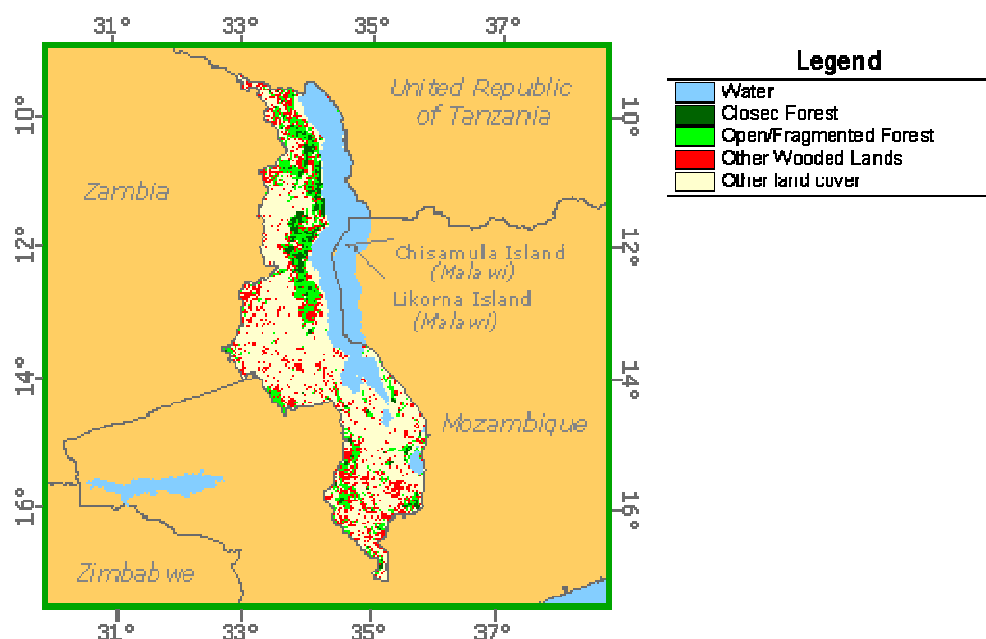 31°
33°
35°
37°
Legend
Water
Closec Forest
Open/Fragmented Forest
Other Wooded Lands
Other land cover
10°
10°
United Republic
of Tanzania
Zambia
12°
12°
Chisamula Island
(Malawi)
Likorna Island
(Malawi)
14°
14°
Mozambique
16°
16°
Zimbabwe
31°
33°
35°
37°